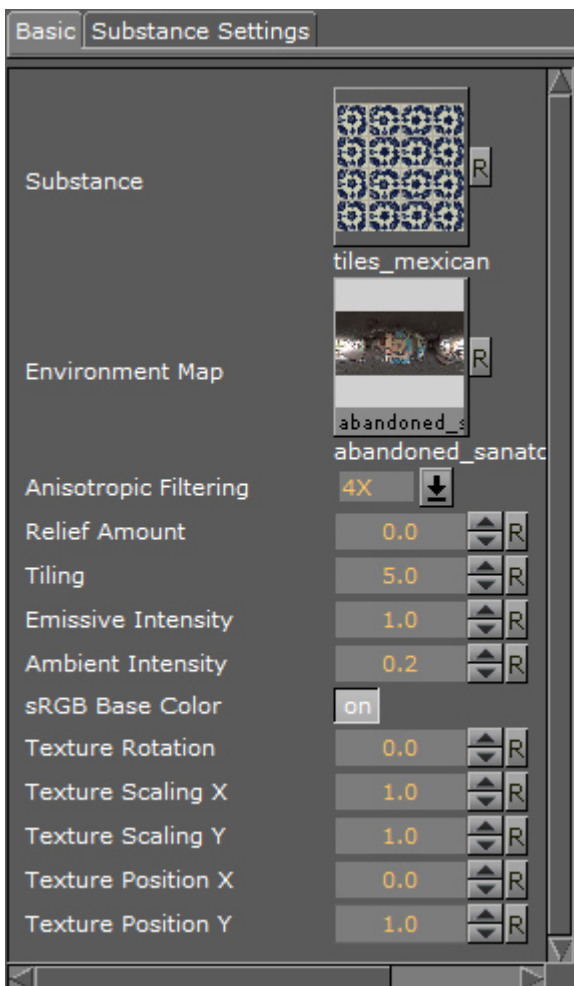 Basic Substance Settings
Substance R
tiles_mexican
Environment Map R
abandoned_s
abandoned_sanato
Anisotropic Filtering 4X
Relief Amount 0.0 R
Tiling 5.0 R
Emissive Intensity 1.0 R
Ambient Intensity 0.2 R
sRGB Base Color on
Texture Rotation 0.0 R
Texture Scaling X 1.0 R
Texture Scaling Y 1.0 R
Texture Position X 0.0 R
Texture Position Y 1.0 R